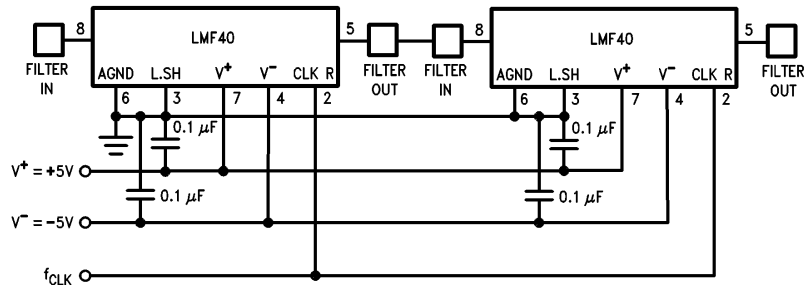 LMF40
LMF40
8
5
8
5
FILTER IN
AGND L.SH V+ V− CLK R
FILTER OUT
FILTER IN
AGND L.SH V+ V− CLK R
FILTER OUT
6 3 7 4 2
6 3 7 4 2
0.1 μF
0.1 μF
V+ = +5V
0.1 μF
0.1 μF
V− = −5V
fCLK